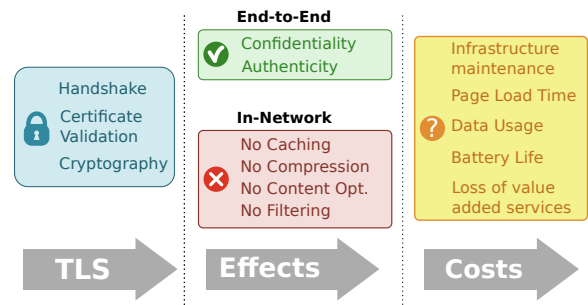 Handshake
Certificate
Validation
Cryptography
TLS
End-to-End
Confidentiality
Authenticity
In-Network
No Caching
No Compression
No Content Opt.
No Filtering
Effects
Infrastructure
maintenance
Page Load Time
?
Data Usage
Battery Life
Loss of value
added services
Costs